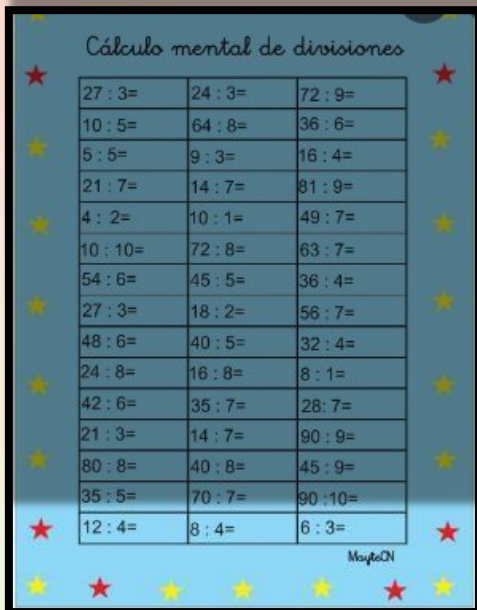 Cálculo mental de divisiones
27 : 3= 24 : 3= 72 : 9=
10 : 5= 64 : 8= 36 : 6=
5 : 5= 9 : 3= 16 : 4=
21 : 7= 14 : 7= 81 : 9=
4 : 2= 10 : 1= 49 : 7=
10 : 10= 72 : 8= 63 : 7=
54 : 6= 45 : 5= 36 : 4=
27 : 3= 18 : 2= 56 : 7=
48 : 6= 40 : 5= 32 : 4=
24 : 8= 16 : 8= 8 : 1=
42 : 6= 35 : 7= 28: 7=
21 : 3= 14 : 7= 90 : 9=
80 : 8= 40 : 8= 45 : 9=
35 : 5= 70 : 7= 90 :10=
12 : 4= 8 : 4= 6 : 3=
MayteCN